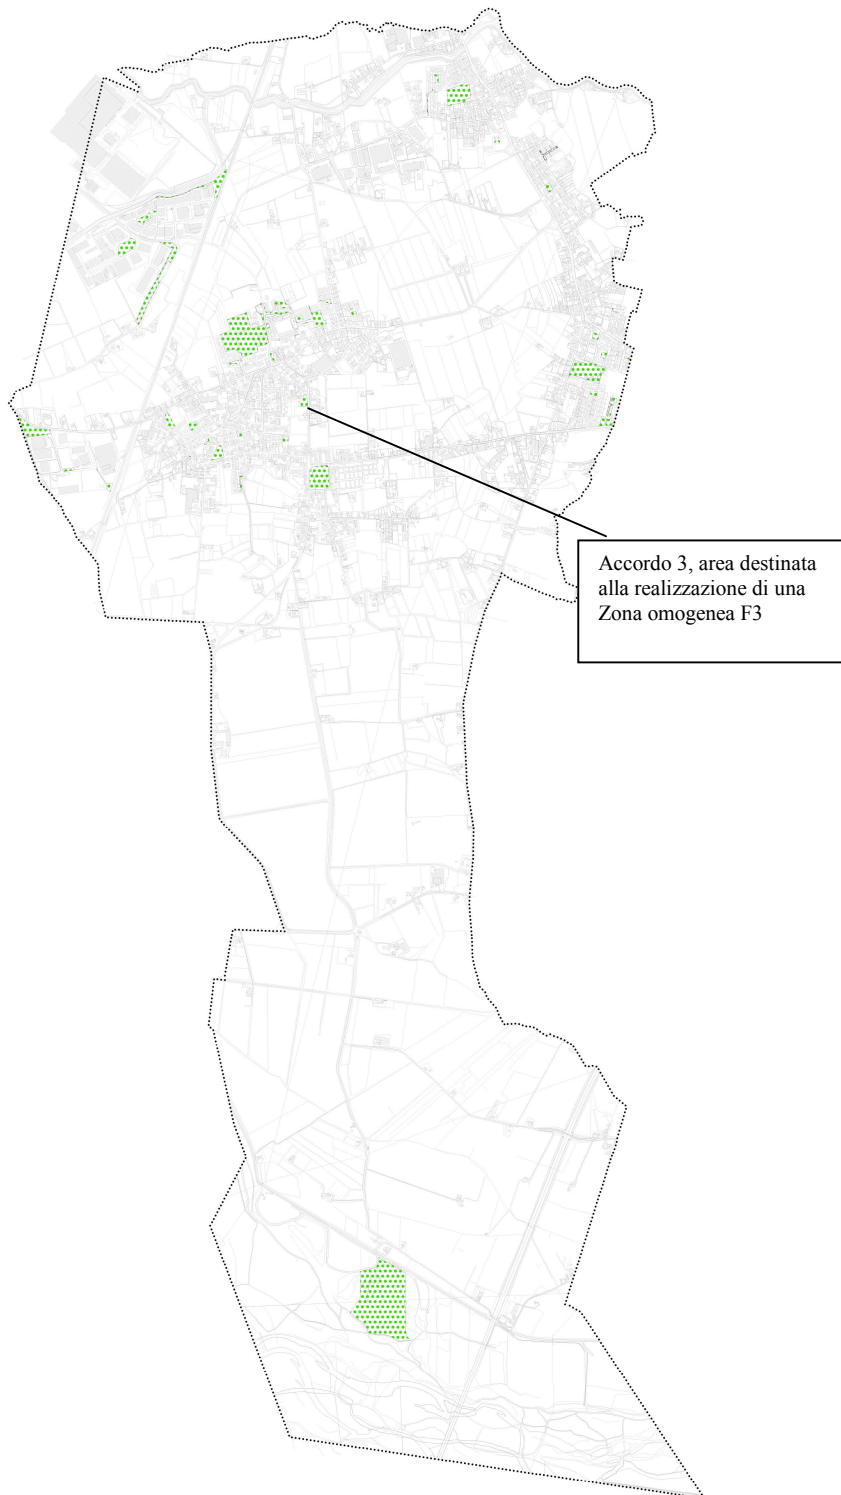 Accordo 3, area destinata
alla realizzazione di una
Zona omogenea F3